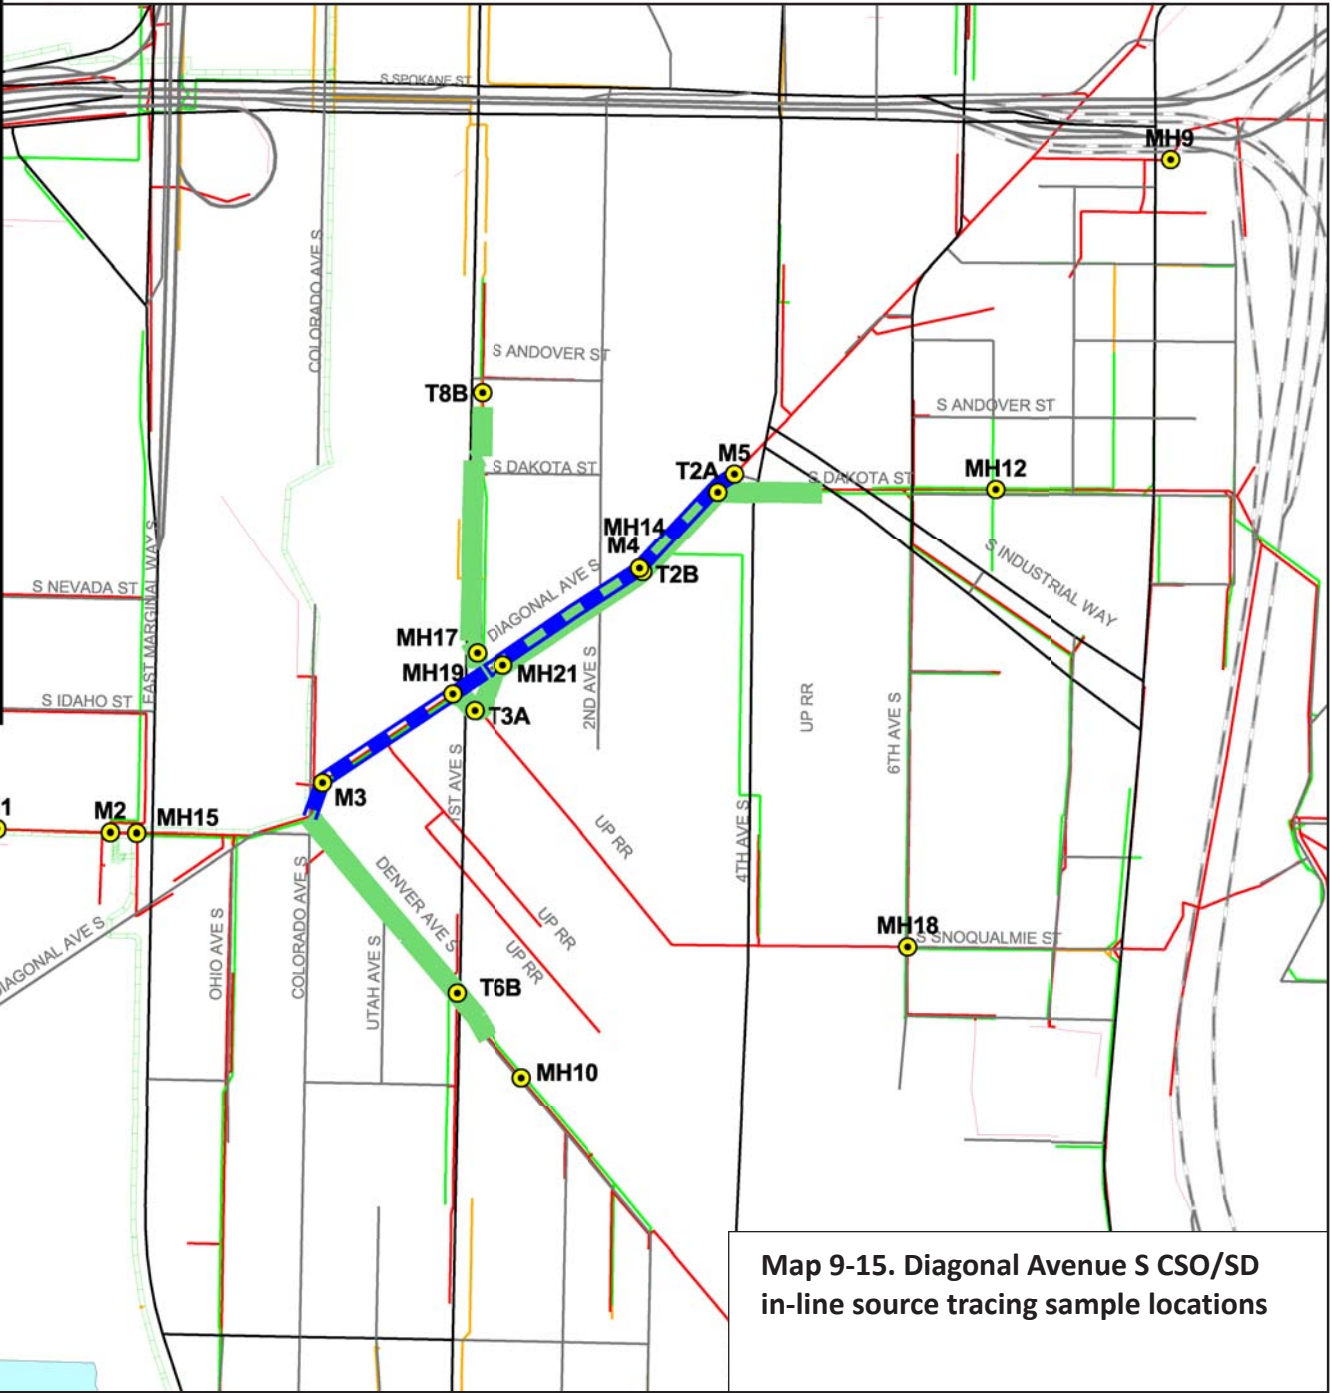 S SPOKANE ST
MH9
COLORADO AVE S
S ANDOVER ST
T8B
S ANDOVER ST
M5
T2A
S DAKOTA ST
S DAKOTA ST
MH12
MH14
M4
T2B
S INDUSTRIAL WAY
S NEVADA ST
EAST MARGINAL WAY S
DIAGONAL AVE S
MH17
MH19
MH21
T3A
S IDAHO ST
2ND AVE S
UP RR
6TH AVE S
1ST AVE S
M3
1
M2
MH15
UP RR
4TH AVE S
DENVER AVE S
COLORADO AVE S
OHIO AVE S
UTAH AVE S
DIAGONAL AVE S
UP RR
UP RR
MH18
S SNOQUALMIE ST
T6B
MH10
Map 9-15. Diagonal Avenue S CSO/SD
in-line source tracing sample locations